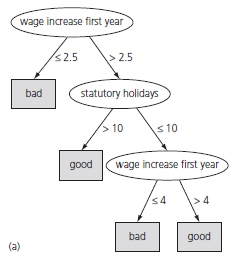 wage increase first year
≤ 2.5
> 2.5
bad
statutory holidays
> 10
≤ 10
good
wage increase first year
≤ 4
> 4
bad
good
(a)